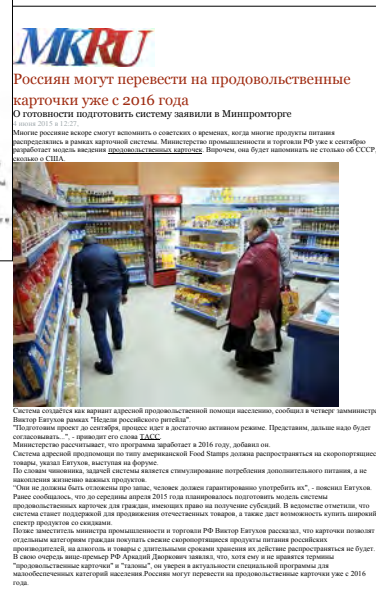 MKRU
Россиян могут перевести на продовольственные
карточки уже с 2016 года
О готовности подготовить систему заявили в Минпромторге
4 июня 2015 в 12:27,
Многие россияне вскоре смогут вспомнить о советских о временах, когда многие продукты питания
распределялись в рамках карточной системы. Министерство промышленности и торговли РФ уже к сентябрю
разработает модель введения продовольственных карточек. Впрочем, она будет напоминать не столько об СССР,
сколько о США.
Система создаётся как вариант адресной продовольственной помощи населению, сообщил в четверг замминистра
Виктор Евтухов рамках "Недели российского ритейла".
"Подготовим проект до сентября, процесс идет в достаточно активном режиме. Представим, дальше надо будет
согласовывать...", - приводит его слова ТАСС.
Министерство рассчитывает, что программа заработает в 2016 году, добавил он.
Система адресной продпомощи по типу американской Food Stamps должна распространяться на скоропортящиеся
товары, указал Евтухов, выступая на форуме.
По словам чиновника, задачей системы является стимулирование потребления дополнительного питания, а не
накопления жизненно важных продуктов.
"Они не должны быть отложены про запас, человек должен гарантированно употребить их", - пояснил Евтухов.
Ранее сообщалось, что до середины апреля 2015 года планировалось подготовить модель системы
продовольственных карточек для граждан, имеющих право на получение субсидий. В ведомстве отметили, что
система станет поддержкой для продвижения отечественных товаров, а также даст возможность купить широкий
спектр продуктов со скидками.
Позже заместитель министра промышленности и торговли РФ Виктор Евтухов рассказал, что карточки позволят
отдельным категориям граждан покупать свежие скоропортящиеся продукты питания российских
производителей, на алкоголь и товары с длительными сроками хранения их действие распространяться не будет.
В свою очередь вице-премьер РФ Аркадий Дворкович заявлял, что, хотя ему и не нравятся термины
"продовольственные карточки" и "талоны", он уверен в актуальности специальной программы для
малообеспеченных категорий населения Россиян могут перевести на продовольственные карточки уже с 2016
года.